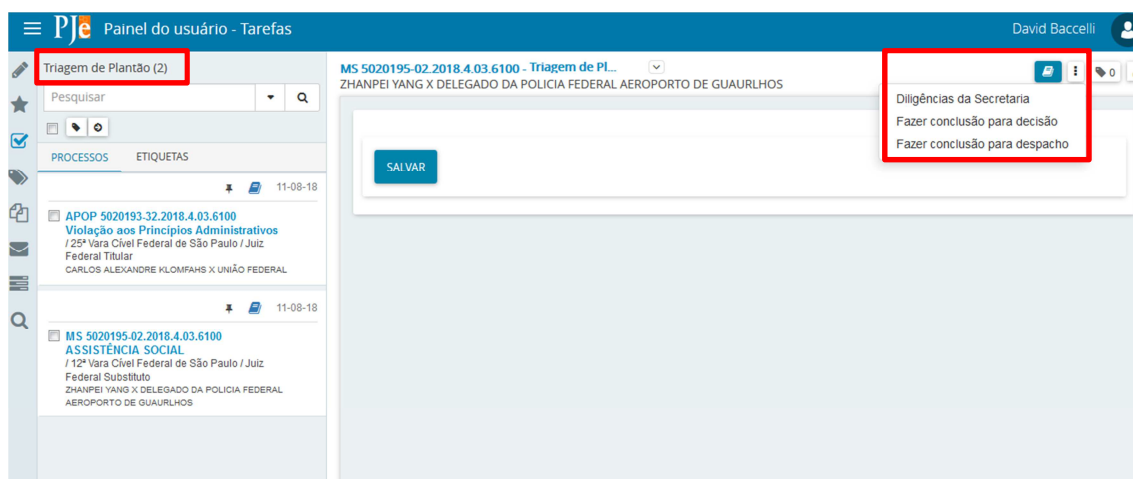 PJe Painel do usuário - Tarefas
David Baccelli
Triagem de Plantão (2)
Pesquisar
PROCESSOS ETIQUETAS
11-08-18
APOP 5020193-32.2018.4.03.6100
Violação aos Princípios Administrativos
/ 25ª Vara Cível Federal de São Paulo / Juiz
Federal Titular
CARLOS ALEXANDRE KLOMFAHS X UNIÃO FEDERAL
11-08-18
MS 5020195-02.2018.4.03.6100
ASSISTÊNCIA SOCIAL
/ 12ª Vara Cível Federal de São Paulo / Juiz
Federal Substituto
ZHANPEI YANG X DELEGADO DA POLICIA FEDERAL
AEROPORTO DE GUAURLHOS
MS 5020195-02.2018.4.03.6100 - Triagem de Pl...
ZHANPEI YANG X DELEGADO DA POLICIA FEDERAL AEROPORTO DE GUAURLHOS
0
Diligências da Secretaria
Fazer conclusão para decisão
Fazer conclusão para despacho
SALVAR